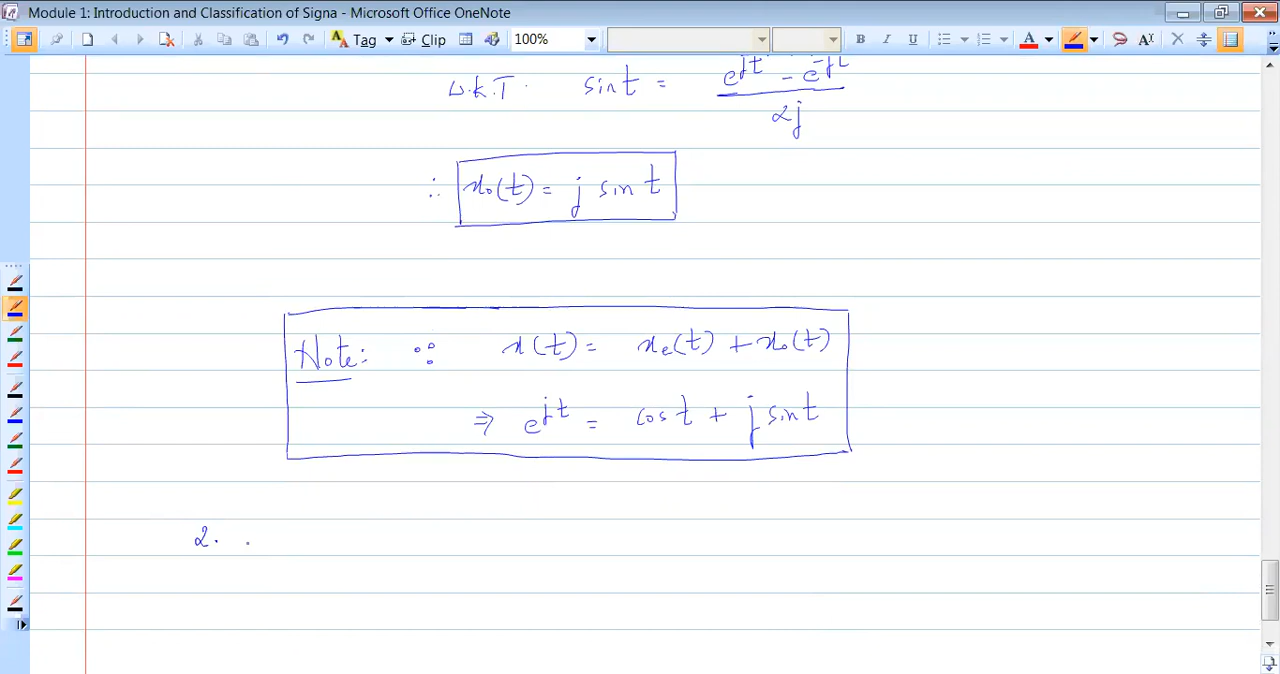 Module 1: Introduction and Classification of Signa - Microsoft Office OneNote
Tag Clip 100% B I U A
W.K.T. sin t = e^jt - e^-jt / 2j
∴ x₀(t) = j sin t
Note: ∵ x(t) = xₑ(t) + x₀(t)
⇒ e^jt = cos t + j sin t
2.